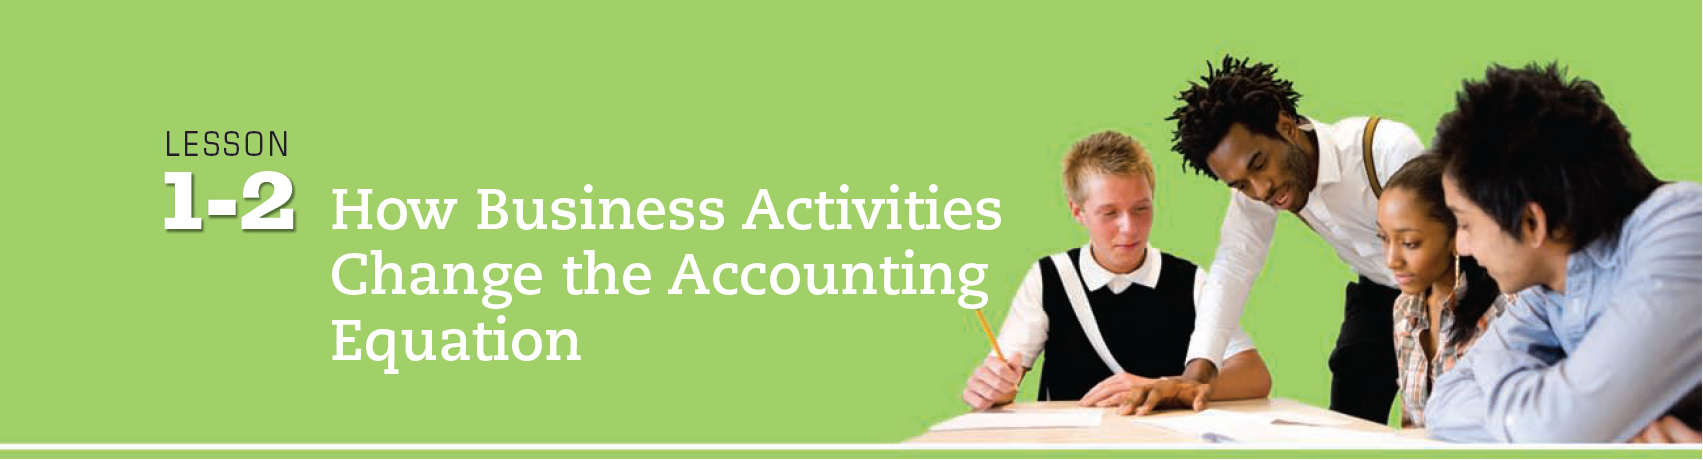 LESSON
1-2 How Business Activities
Change the Accounting
Equation